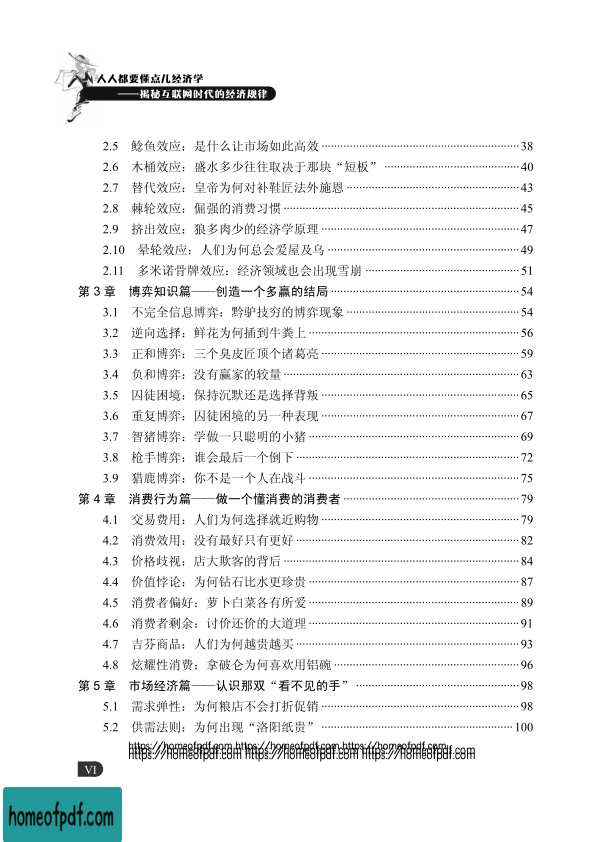 人人都要懂点儿经济学
——揭秘互联网时代的经济规律
2.5 鲶鱼效应：是什么让市场如此高效 38
2.6 木桶效应：盛水多少往往取决于那块“短板” 40
2.7 替代效应：皇帝为何对补鞋匠法外施恩 43
2.8 棘轮效应：倔强的消费习惯 45
2.9 挤出效应：狼多肉少的经济学原理 47
2.10 晕轮效应：人们为何总会爱屋及乌 49
2.11 多米诺骨牌效应：经济领域也会出现雪崩 51
第 3 章 博弈知识篇——创造一个多赢的结局 54
3.1 不完全信息博弈：黔驴技穷的博弈现象 54
3.2 逆向选择：鲜花为何插到牛粪上 56
3.3 正和博弈：三个臭皮匠顶个诸葛亮 59
3.4 负和博弈：没有赢家的较量 63
3.5 囚徒困境：保持沉默还是选择背叛 65
3.6 重复博弈：囚徒困境的另一种表现 67
3.7 智猪博弈：学做一只聪明的小猪 69
3.8 枪手博弈：谁会最后一个倒下 72
3.9 猎鹿博弈：你不是一个人在战斗 75
第 4 章 消费行为篇——做一个懂消费的消费者 79
4.1 交易费用：人们为何选择就近购物 79
4.2 消费效用：没有最好只有更好 82
4.3 价格歧视：店大欺客的背后 84
4.4 价值悖论：为何钻石比水更珍贵 87
4.5 消费者偏好：萝卜白菜各有所爱 89
4.6 消费者剩余：讨价还价的大道理 91
4.7 吉芬商品：人们为何越贵越买 93
4.8 炫耀性消费：拿破仑为何喜欢用铝碗 96
第 5 章 市场经济篇——认识那双“看不见的手” 98
5.1 需求弹性：为何粮店不会打折促销 98
5.2 供需法则：为何出现“洛阳纸贵” 100
https://homeofpdf.com https://homeofpdf.com https://homeofpdf.com
https://homeofpdf.com https://homeofpdf.com https://homeofpdf.com
VI
homeofpdf.com